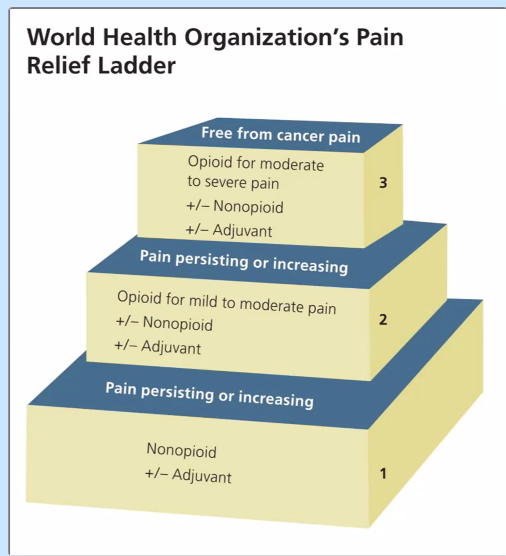 World Health Organization’s Pain
Relief Ladder
Free from cancer pain
Opioid for moderate
to severe pain
+/– Nonopioid
+/– Adjuvant
3
Pain persisting or increasing
Opioid for mild to moderate pain
+/– Nonopioid
+/– Adjuvant
2
Pain persisting or increasing
Nonopioid
+/– Adjuvant
1